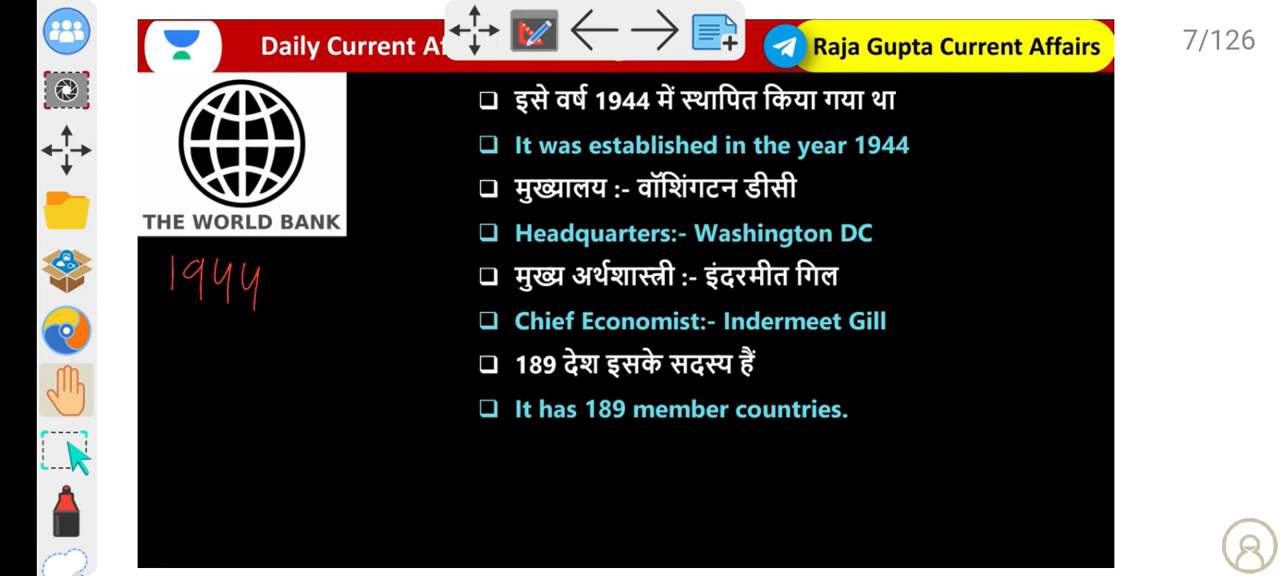 Daily Current Af
Raja Gupta Current Affairs
7/126
THE WORLD BANK
1944
इसे वर्ष 1944 में स्थापित किया गया था
It was established in the year 1944
मुख्यालय :- वॉशिंगटन डीसी
Headquarters:- Washington DC
मुख्य अर्थशास्त्री :- इंदरमीत गिल
Chief Economist:- Indermeet Gill
189 देश इसके सदस्य हैं
It has 189 member countries.